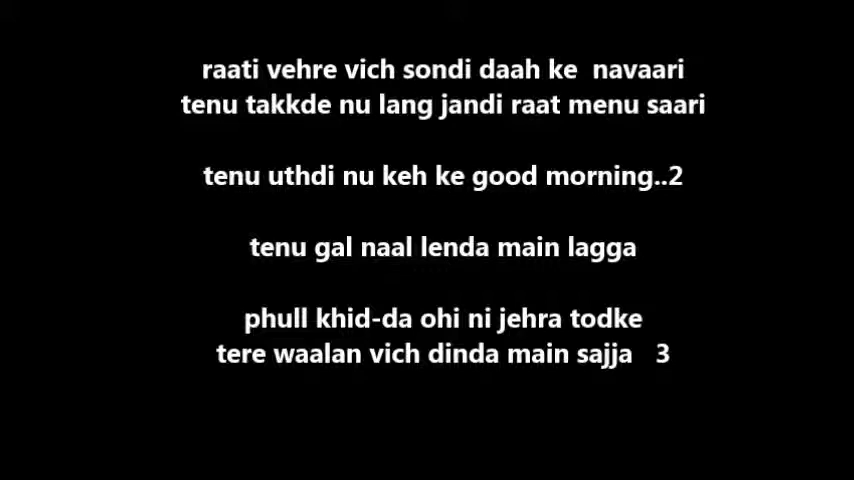 raati vehre vich sondi daah ke navaari
tenu takkde nu lang jandi raat menu saari
tenu uthdi nu keh ke good morning..2
tenu gal naal lenda main lagga
phull khid-da ohi ni jehra todke
tere waalan vich dinda main sajja 3